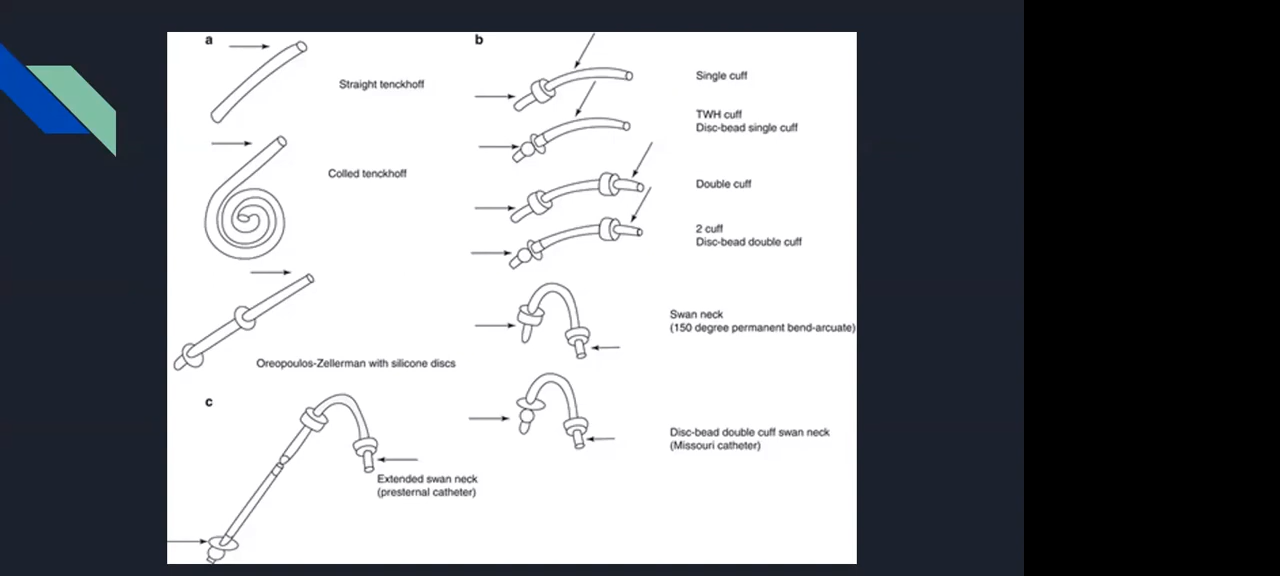 a
Straight tenckhoff
Colled tenckhoff
Oreopoulos-Zellerman with silicone discs
b
Single cuff
TWH cuff
Disc-bead single cuff
Double cuff
2 cuff
Disc-bead double cuff
Swan neck
(150 degree permanent bend-arcuate)
Disc-bead double cuff swan neck
(Missouri catheter)
c
Extended swan neck
(presternal catheter)